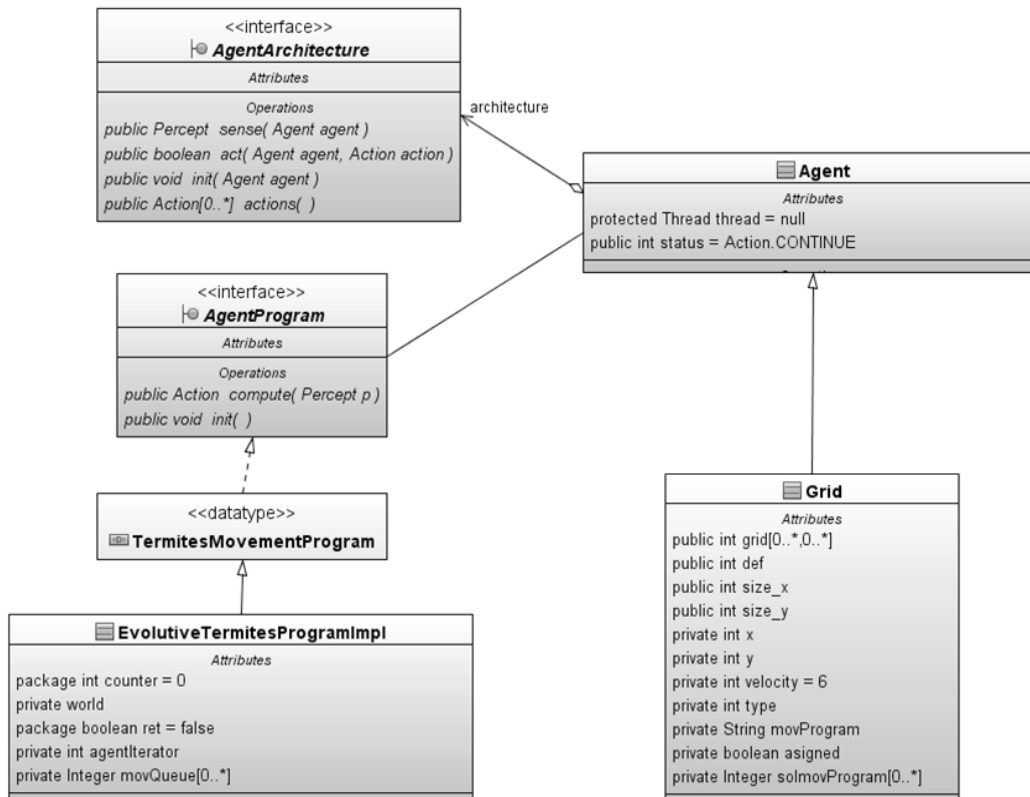 <<interface>>
AgentArchitecture
Attributes
Operations
public Percept sense( Agent agent )
public boolean act( Agent agent, Action action )
public void init( Agent agent )
public Action[0..*] actions( )
architecture
Agent
Attributes
protected Thread thread = null
public int status = Action.CONTINUE
<<interface>>
AgentProgram
Attributes
Operations
public Action compute( Percept p )
public void init( )
<<datatype>>
TermitesMovementProgram
EvolutiveTermitesProgramImpl
Attributes
package int counter = 0
private world
package boolean ret = false
private int agentIterator
private Integer movQueue[0..*]
Grid
Attributes
public int grid[0..*,0..*]
public int def
public int size_x
public int size_y
private int x
private int y
private int velocity = 6
private int type
private String movProgram
private boolean asigned
private Integer solmovProgram[0..*]